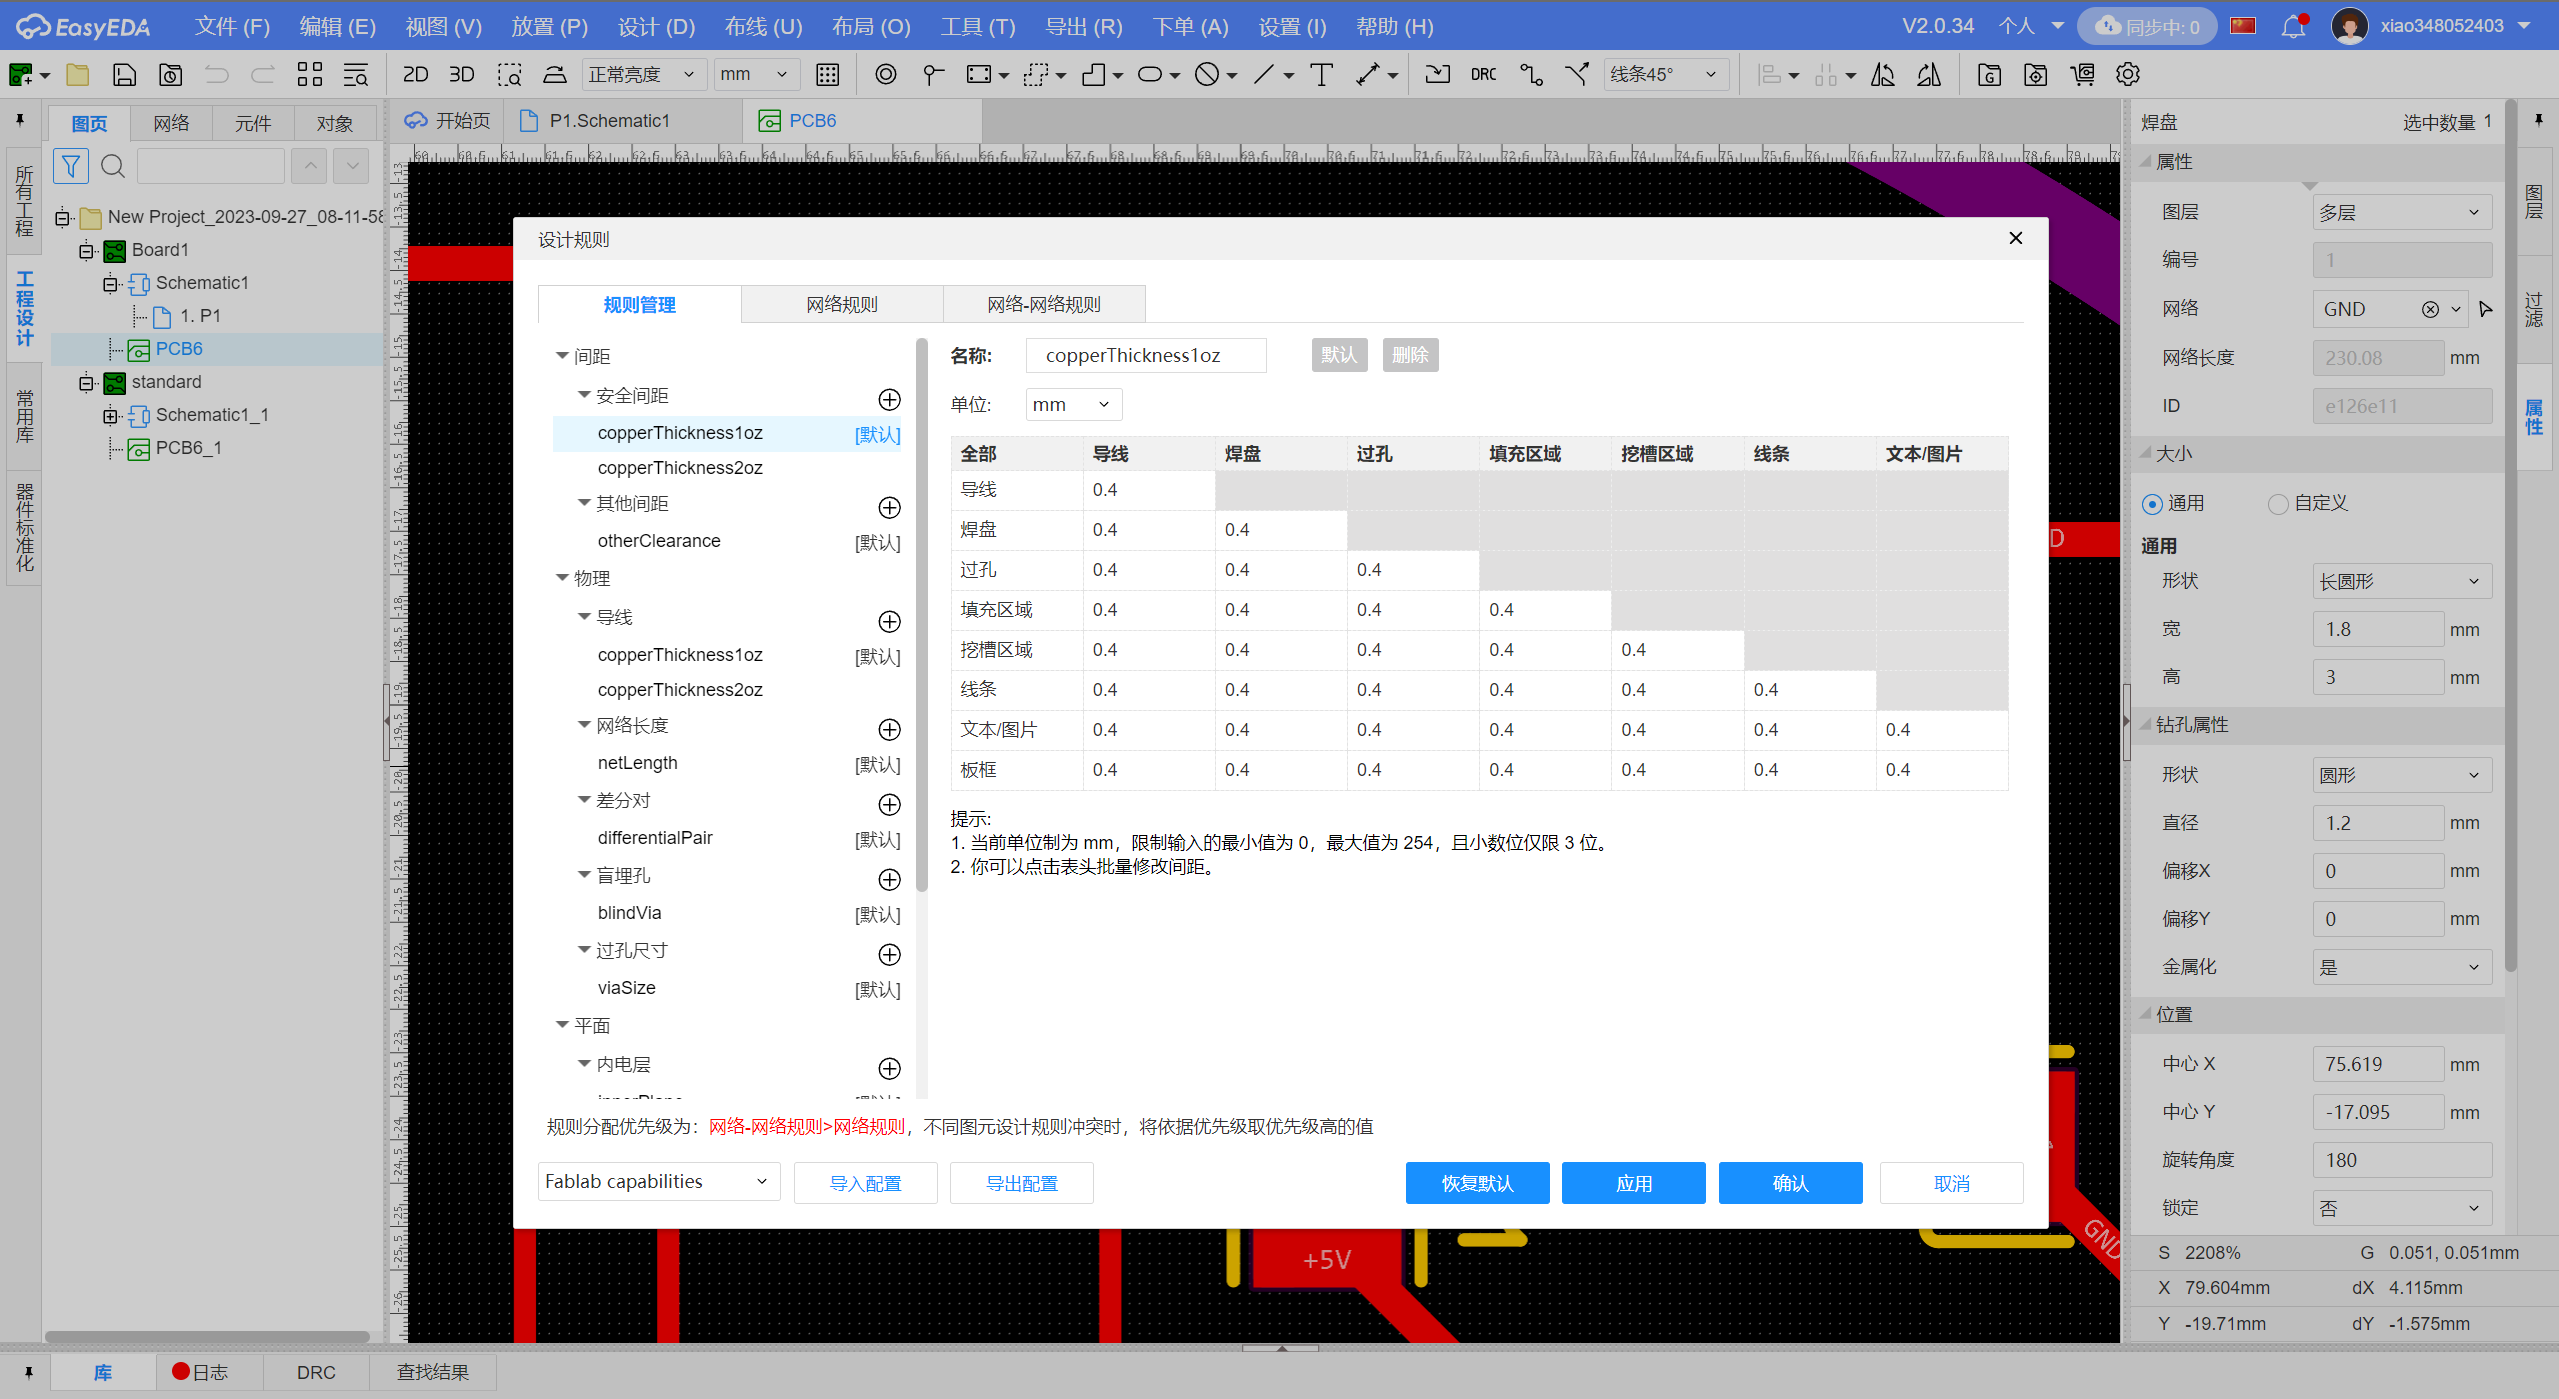 EasyEDA 文件 (F) 编辑 (E) 视图 (V) 放置 (P) 设计 (D) 布线 (U) 布局 (O) 工具 (T) 导出 (R) 下单 (A) 设置 (I) 帮助 (H) V2.0.34 个人 同步中: 0 xiao348052403
2D 3D 正常亮度 mm DRC 线条45°
图页 网络 元件 对象
开始页 P1.Schematic1 PCB6
所有工程
工程设计
常用库
器件标准化
New Project_2023-09-27_08-11-58
Board1
Schematic1
1. P1
PCB6
standard
Schematic1_1
PCB6_1
设计规则
规则管理 网络规则 网络-网络规则
间距
安全间距
copperThickness1oz [默认]
copperThickness2oz
其他间距
otherClearance [默认]
物理
导线
copperThickness1oz [默认]
copperThickness2oz
网络长度
netLength [默认]
差分对
differentialPair [默认]
盲埋孔
blindVia [默认]
过孔尺寸
viaSize [默认]
平面
内电层
名称: copperThickness1oz 默认 删除
单位: mm
全部 导线 焊盘 过孔 填充区域 挖槽区域 线条 文本/图片
导线 0.4
焊盘 0.4 0.4
过孔 0.4 0.4 0.4
填充区域 0.4 0.4 0.4 0.4
挖槽区域 0.4 0.4 0.4 0.4 0.4
线条 0.4 0.4 0.4 0.4 0.4 0.4
文本/图片 0.4 0.4 0.4 0.4 0.4 0.4 0.4
板框 0.4 0.4 0.4 0.4 0.4 0.4 0.4
提示:
1. 当前单位制为 mm，限制输入的最小值为 0，最大值为 254，且小数位仅限 3 位。
2. 你可以点击表头批量修改间距。
规则分配优先级为：网络-网络规则>网络规则，不同图元设计规则冲突时，将依据优先级取优先级高的值
Fablab capabilities 导入配置 导出配置 恢复默认 应用 确认 取消
+5V
GND
焊盘 选中数量 1
属性
图层 多层
编号 1
网络 GND
网络长度 230.08 mm
ID e126e11
大小
通用 自定义
通用
形状 长圆形
宽 1.8 mm
高 3 mm
钻孔属性
形状 圆形
直径 1.2 mm
偏移X 0 mm
偏移Y 0 mm
金属化 是
位置
中心 X 75.619 mm
中心 Y -17.095 mm
旋转角度 180
锁定 否
S 2208% G 0.051, 0.051mm
X 79.604mm dX 4.115mm
Y -19.71mm dY -1.575mm
图层
过滤
属性
库 日志 DRC 查找结果